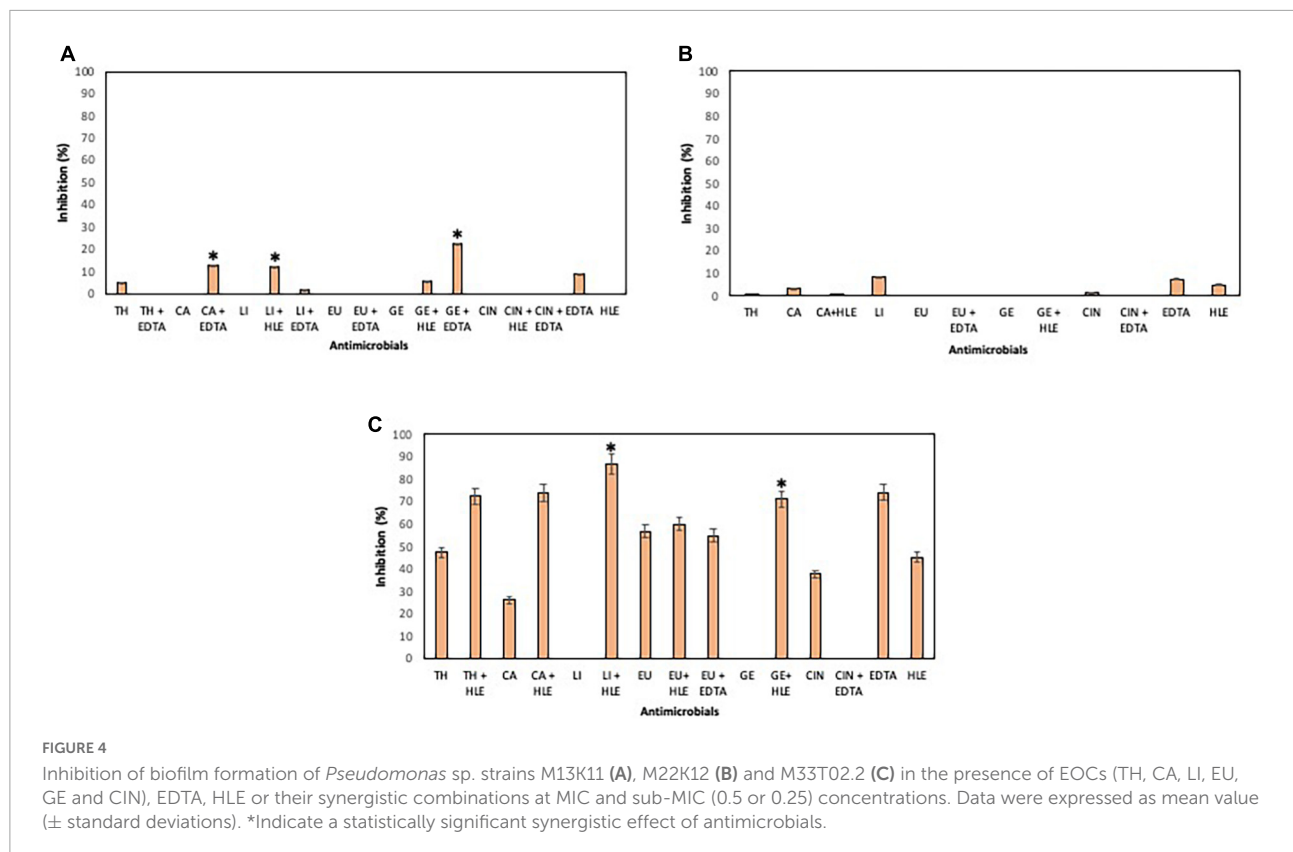 A
100
90
80
70
60
50
40
30
20
10
0
Inhibition (%)
*
*
*
TH TH + CA CA + LI LI + LI + EU EU + GE GE + GE + CIN CIN + CIN + EDTA HLE
EDTA EDTA HLE EDTA EDTA HLE EDTA HLE EDTA
Antimicrobials
B
100
90
80
70
60
50
40
30
20
10
0
Inhibition (%)
TH CA CA+HLE LI EU EU + GE GE + CIN CIN + EDTA HLE
EDTA HLE EDTA
Antimicrobials
C
100
90
80
70
60
50
40
30
20
10
0
Inhibition (%)
*
*
TH TH + CA CA + LI LI + EU EU+ EU + GE GE+ CIN CIN + EDTA HLE
HLE HLE HLE HLE EDTA HLE EDTA
Antimicrobials
FIGURE 4
Inhibition of biofilm formation of Pseudomonas sp. strains M13K11 (A), M22K12 (B) and M33T02.2 (C) in the presence of EOCs (TH, CA, LI, EU,
GE and CIN), EDTA, HLE or their synergistic combinations at MIC and sub-MIC (0.5 or 0.25) concentrations. Data were expressed as mean value
(± standard deviations). *Indicate a statistically significant synergistic effect of antimicrobials.